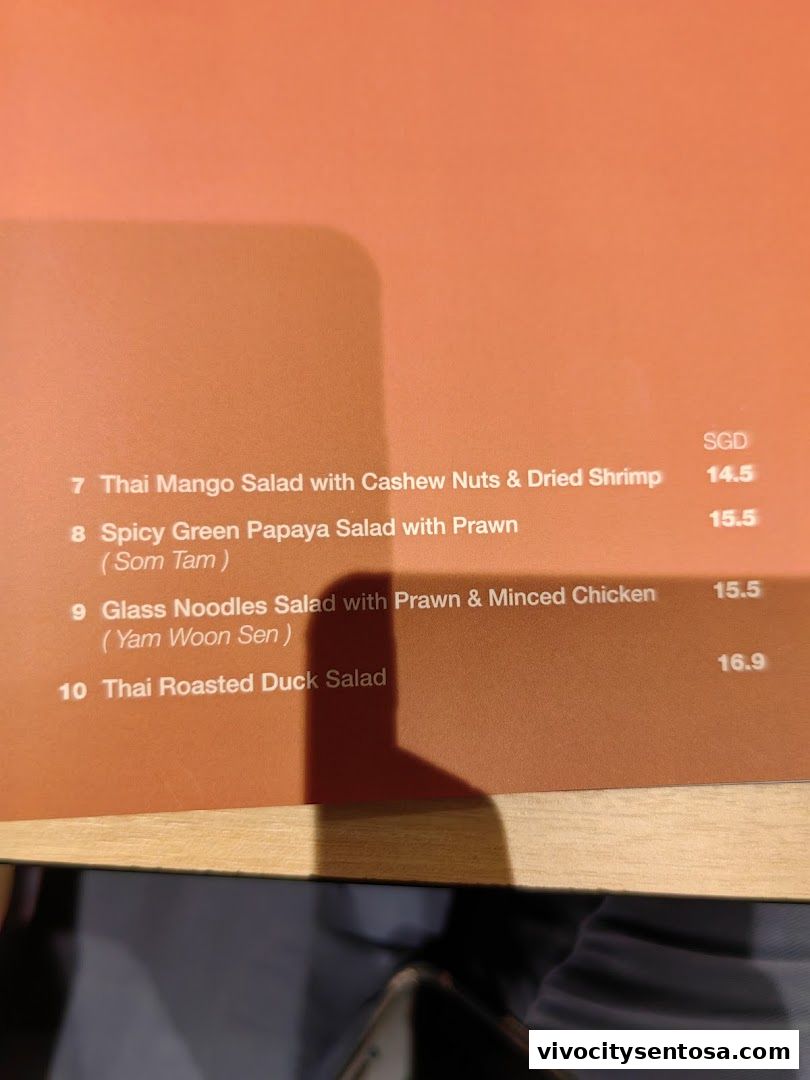 SGD
7 Thai Mango Salad with Cashew Nuts & Dried Shrimp 14.5
8 Spicy Green Papaya Salad with Prawn 15.5
( Som Tam )
9 Glass Noodles Salad with Prawn & Minced Chicken 15.5
( Yam Woon Sen )
10 Thai Roasted Duck Salad 16.9
vivocitysentosa.com